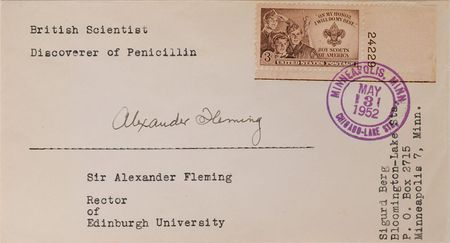 British Scientist
Discoverer of Penicillin
ON MY HONOR
I WILL DO MY BEST
BOY SCOUTS
OF AMERICA
3¢
UNITED STATES POSTAGE
24229
MINNEAPOLIS, MINN.
MAY
13
1952
CHICAGO-LAKE STA.
Alexander Fleming
Sir Alexander Fleming
Rector
of
Edinburgh University
Sigurd Berg
Bloomington-Lake Sta.
P. O. Box 2715
Minneapolis 7, Minn.